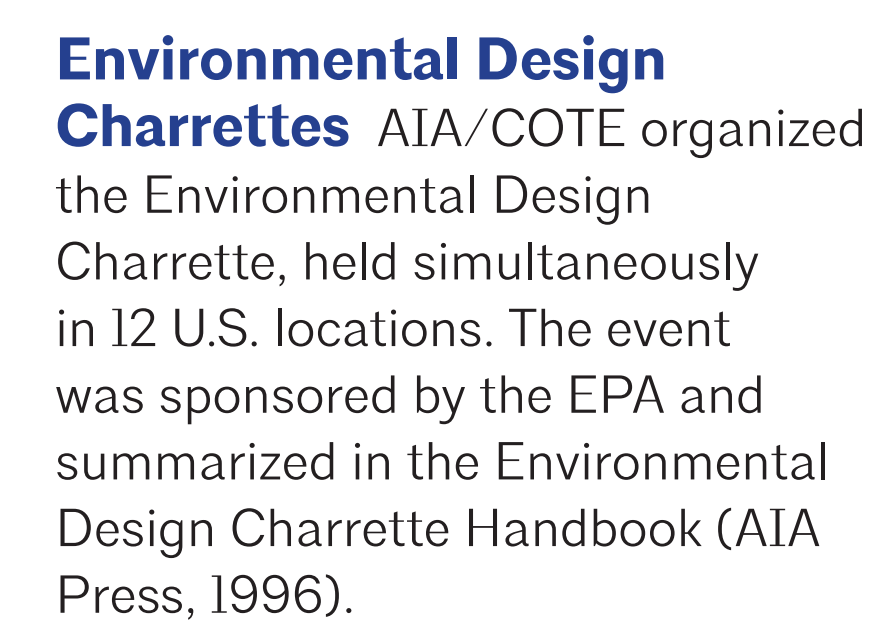 Environmental Design
Charrettes AIA/COTE organized
the Environmental Design
Charrette, held simultaneously
in 12 U.S. locations. The event
was sponsored by the EPA and
summarized in the Environmental
Design Charrette Handbook (AIA
Press, 1996).